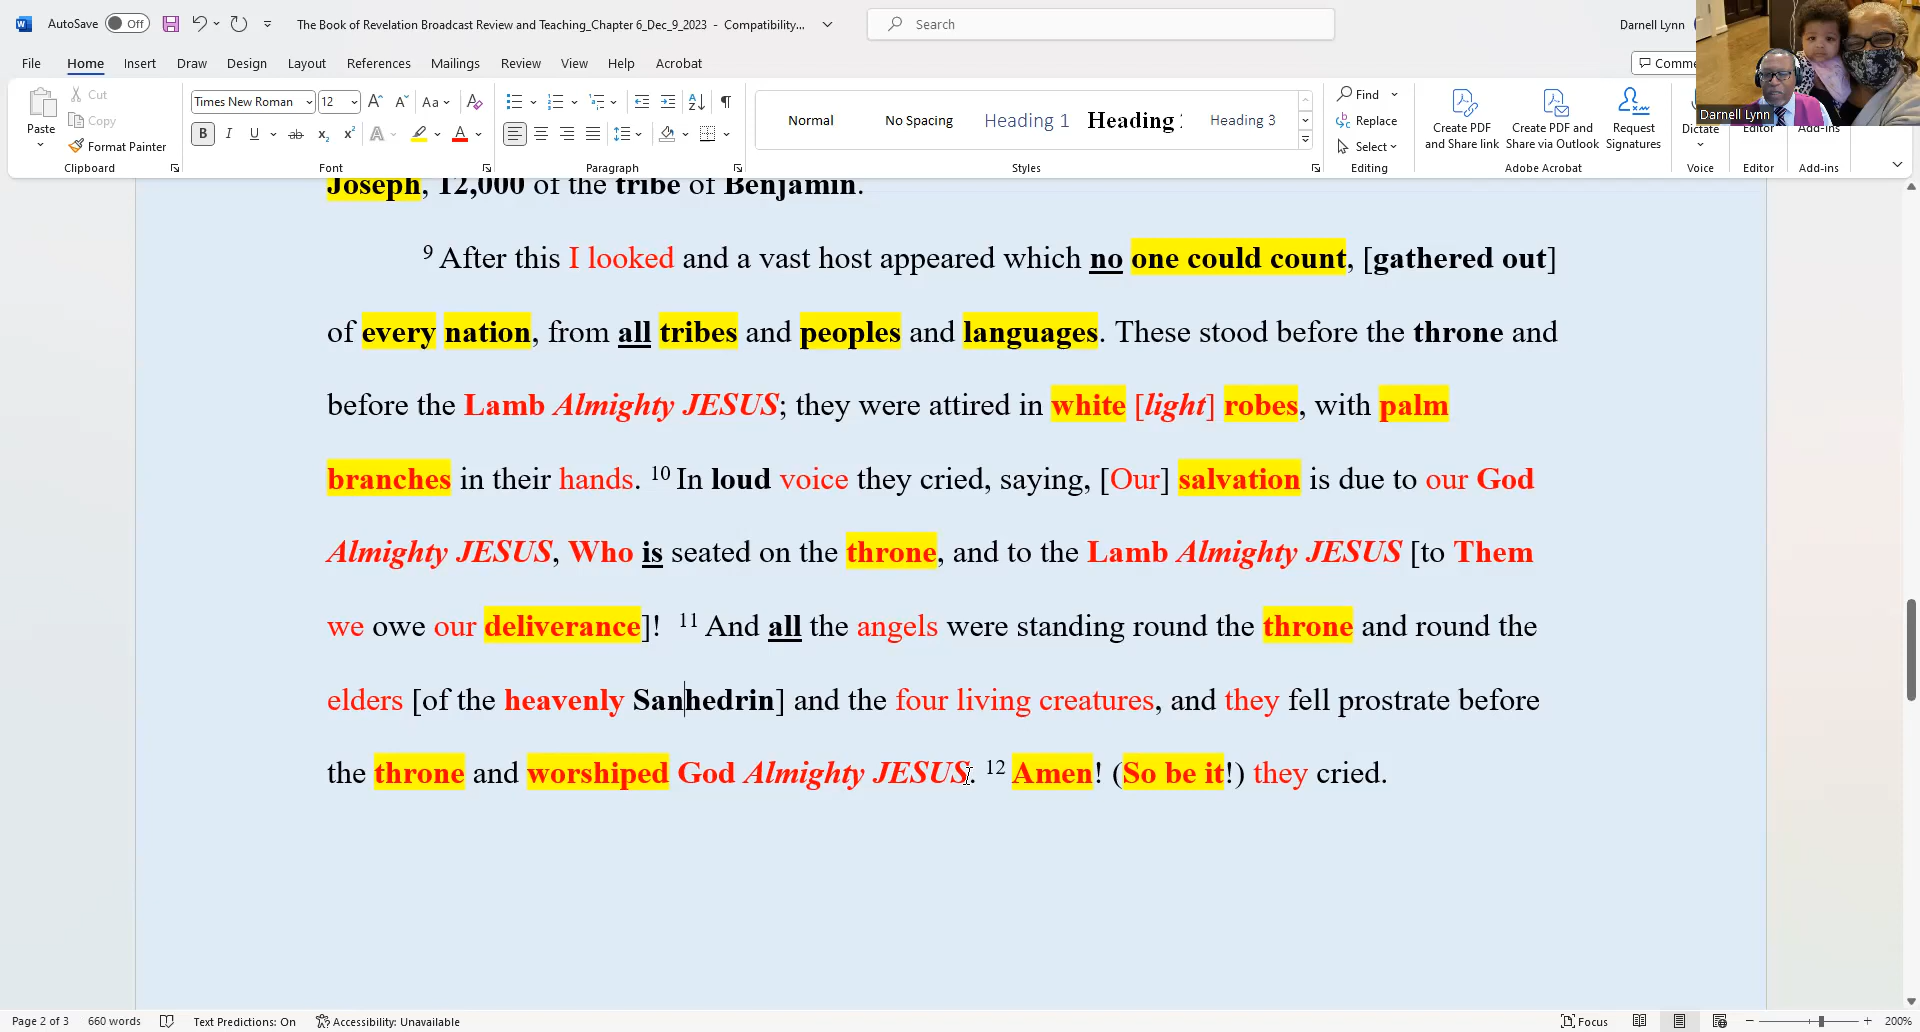 AutoSave Off The Book of Revelation Broadcast Review and Teaching_Chapter 6_Dec_9_2023 - Compatibility... Search Darnell Lynn
File Home Insert Draw Design Layout References Mailings Review View Help Acrobat
Paste Cut Copy Format Painter
Times New Roman 12
Normal No Spacing Heading 1 Heading Heading 3
Find Replace Select
Create PDF and Share link Create PDF and Share via Outlook Request Signatures Dictate Editor Add-ins
Darnell Lynn
Clipboard Font Paragraph Styles Editing Adobe Acrobat Voice Editor Add-ins
Joseph, 12,000 of the tribe of Benjamin.
9 After this I looked and a vast host appeared which no one could count, [gathered out]
of every nation, from all tribes and peoples and languages. These stood before the throne and
before the Lamb Almighty JESUS; they were attired in white [light] robes, with palm
branches in their hands. 10 In loud voice they cried, saying, [Our] salvation is due to our God
Almighty JESUS, Who is seated on the throne, and to the Lamb Almighty JESUS [to Them
we owe our deliverance]! 11 And all the angels were standing round the throne and round the
elders [of the heavenly Sanhedrin] and the four living creatures, and they fell prostrate before
the throne and worshiped God Almighty JESUS. 12 Amen! (So be it!) they cried.
Page 2 of 3 660 words Text Predictions: On Accessibility: Unavailable Focus 200%